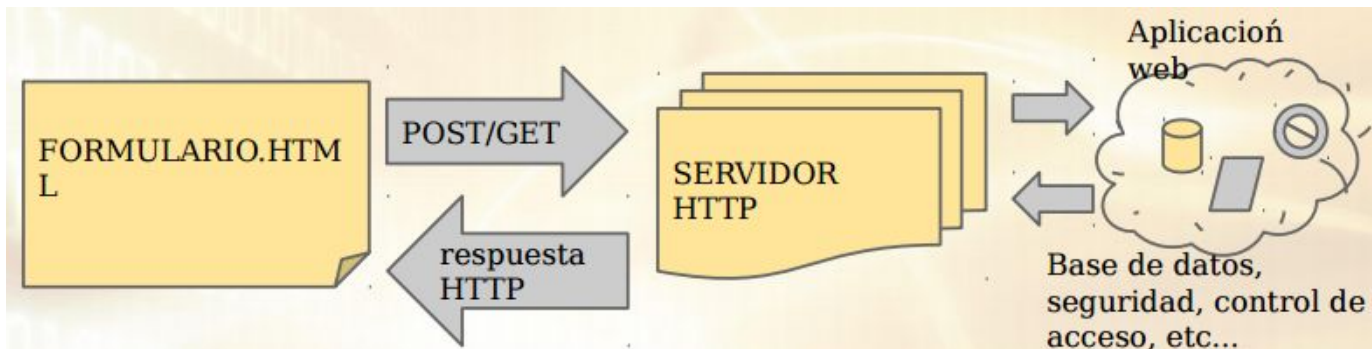 FORMULARIO.HTM
L
POST/GET
respuesta
HTTP
SERVIDOR
HTTP
Aplicacioń
web
Base de datos,
seguridad, control de
acceso, etc...